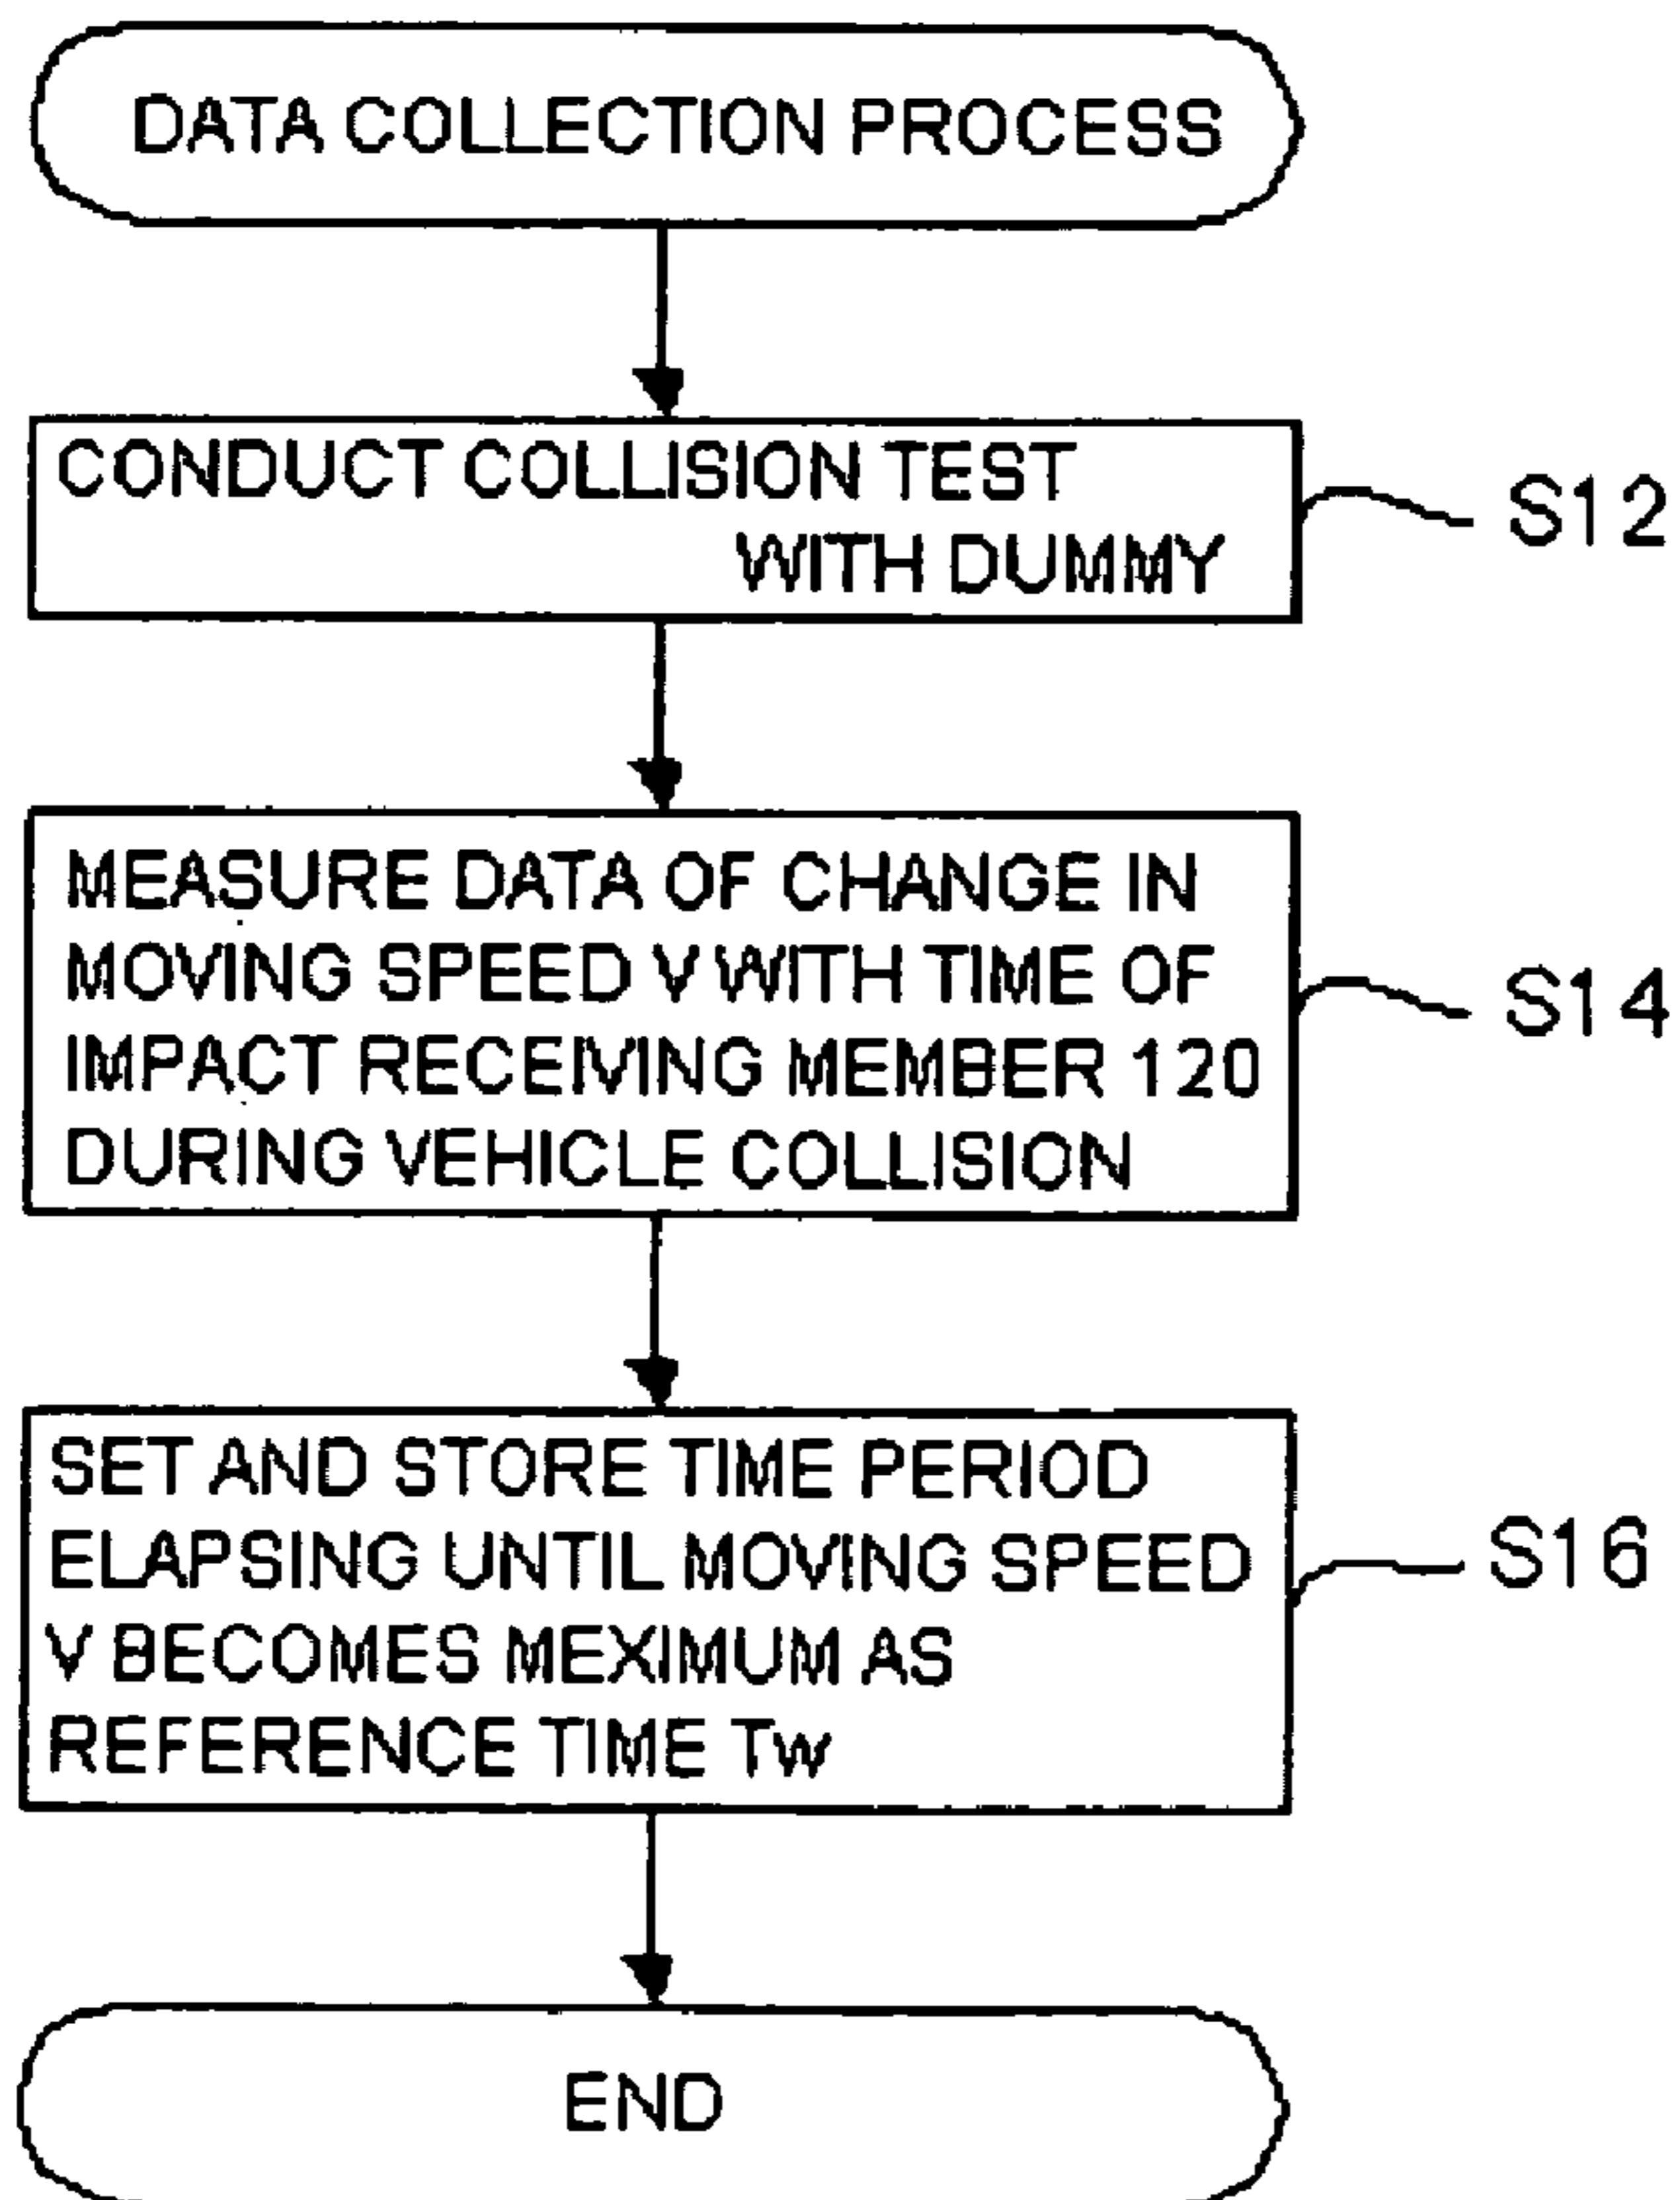 DATA COLLECTION PROCESS
CONDUCT COLLISION TEST
WITH DUMMY
S12
MEASURE DATA OF CHANGE IN
MOVING SPEED V WITH TIME OF
IMPACT RECEIVING MEMBER 120
DURING VEHICLE COLLISION
S14
SET AND STORE TIME PERIOD
ELAPSING UNTIL MOVING SPEED
V BECOMES MEXIMUM AS
REFERENCE TIME Tw
S16
END